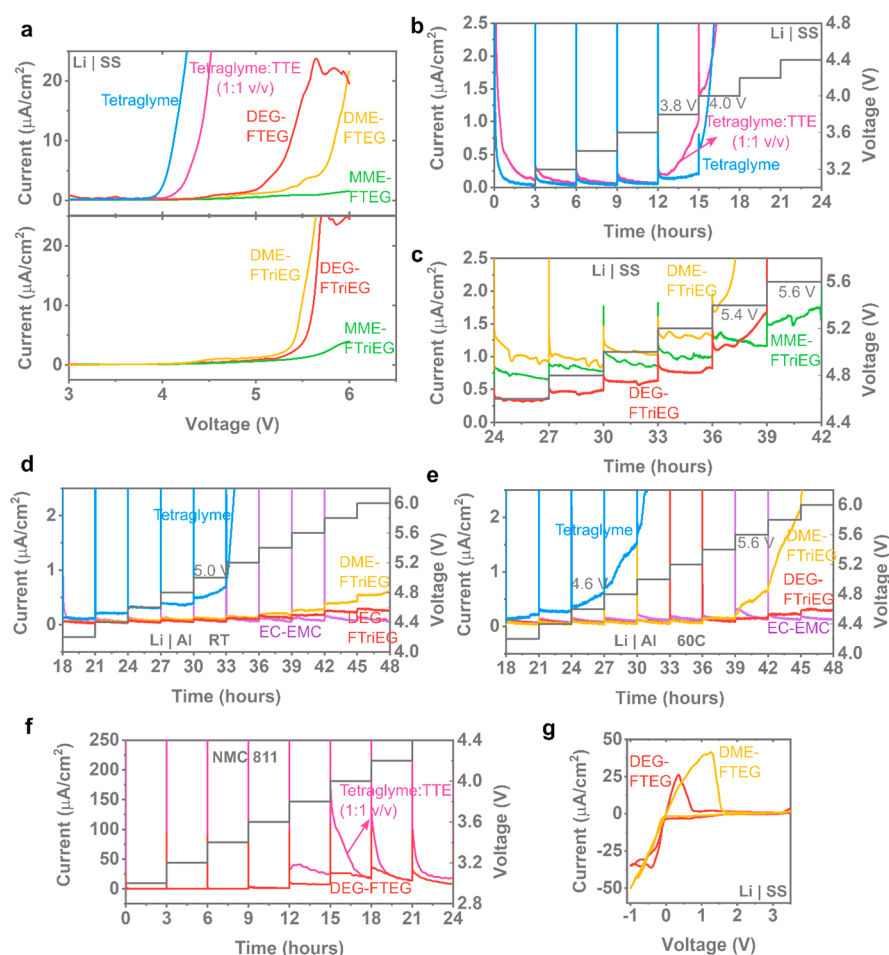 a
Li | SS
Tetraglyme
Tetraglyme:TTE
(1:1 v/v)
DEG-
FTEG
DME-
FTEG
MME-
FTEG
Current (μA/cm²)
20
10
0
DME-
FTriEG
DEG-
FTriEG
MME-
FTriEG
Current (μA/cm²)
20
10
0
3 4 5 6
Voltage (V)
b
Li | SS
3.8 V
4.0 V
Tetraglyme:TTE
(1:1 v/v)
Tetraglyme
Current (μA/cm²)
2.5
2.0
1.5
1.0
0.5
0.0
4.8
4.4
4.0
3.6
3.2
Voltage (V)
0 3 6 9 12 15 18 21 24
Time (hours)
c
Li | SS
DME-
FTriEG
5.6 V
5.4 V
MME-
FTriEG
DEG-
FTriEG
Current (μA/cm²)
2.5
2.0
1.5
1.0
0.5
0.0
5.6
5.4
5.2
5.0
4.8
4.6
4.4
Voltage (V)
24 27 30 33 36 39 42
Time (hours)
d
Tetraglyme
5.0 V
DME-
FTriEG
DEG-
FTriEG
EC-EMC
Li | Al RT
Current (μA/cm²)
2
1
0
6.0
5.6
5.2
4.8
4.4
4.0
Voltage (V)
18 21 24 27 30 33 36 39 42 45 48
Time (hours)
e
Tetraglyme
4.6 V
5.6 V
DME-
FTriEG
DEG-
FTriEG
EC-EMC
Li | Al 60C
Current (μA/cm²)
2
1
0
6.0
5.6
5.2
4.8
4.4
4.0
Voltage (V)
18 21 24 27 30 33 36 39 42 45 48
Time (hours)
f
NMC 811
Tetraglyme:TTE
(1:1 v/v)
DEG-FTEG
Current (μA/cm²)
250
200
150
100
50
0
4.4
4.0
3.6
3.2
2.8
Voltage (V)
0 3 6 9 12 15 18 21 24
Time (hours)
g
DEG-
FTEG
DME-
FTEG
Li | SS
Current (μA/cm²)
50
25
0
-25
-50
-1 0 1 2 3
Voltage (V)